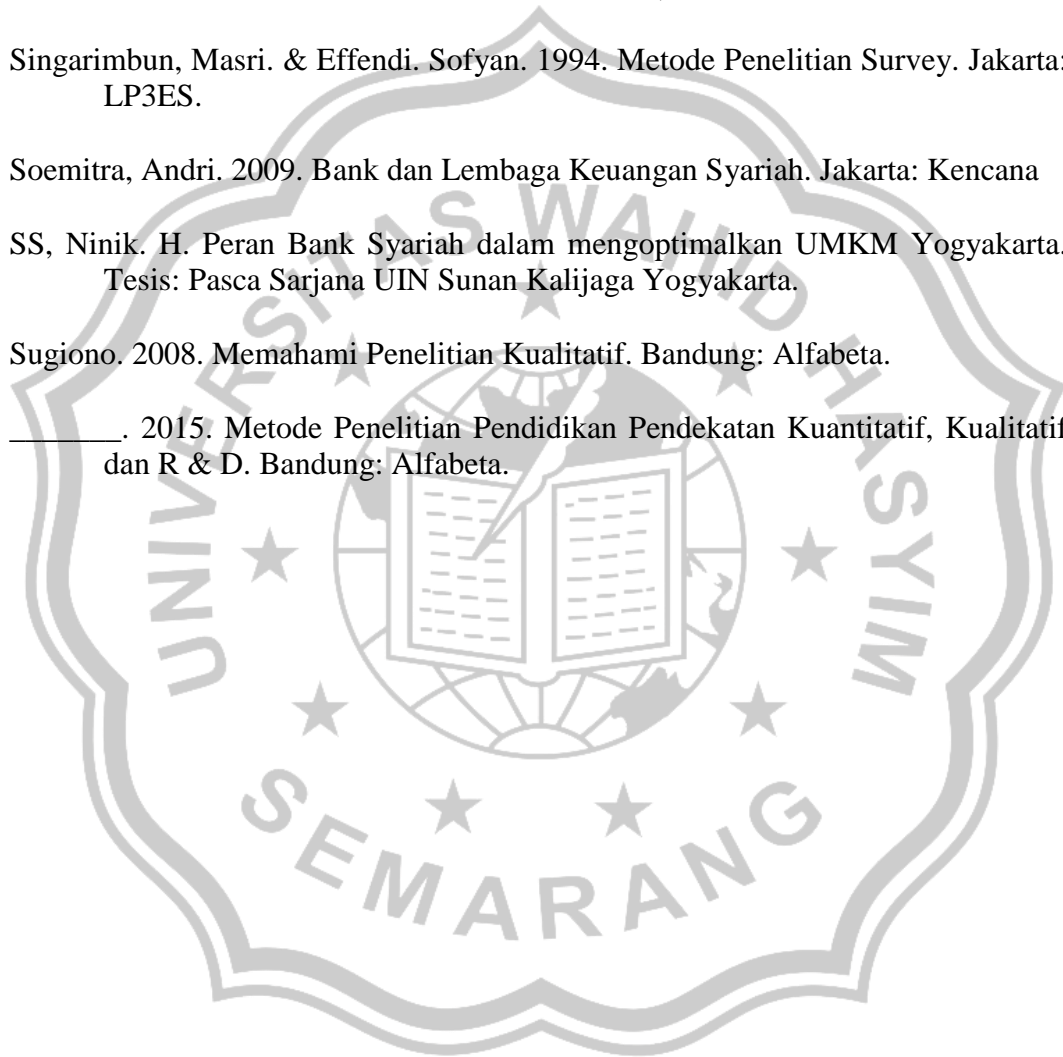 Singarimbun, Masri. & Effendi. Sofyan. 1994. Metode Penelitian Survey. Jakarta:
LP3ES.
Soemitra, Andri. 2009. Bank dan Lembaga Keuangan Syariah. Jakarta: Kencana
SS, Ninik. H. Peran Bank Syariah dalam mengoptimalkan UMKM Yogyakarta.
Tesis: Pasca Sarjana UIN Sunan Kalijaga Yogyakarta.
Sugiono. 2008. Memahami Penelitian Kualitatif. Bandung: Alfabeta.
_______. 2015. Metode Penelitian Pendidikan Pendekatan Kuantitatif, Kualitatif
dan R & D. Bandung: Alfabeta.
UNIVERSITAS WAHID HASYIM
SEMARANG